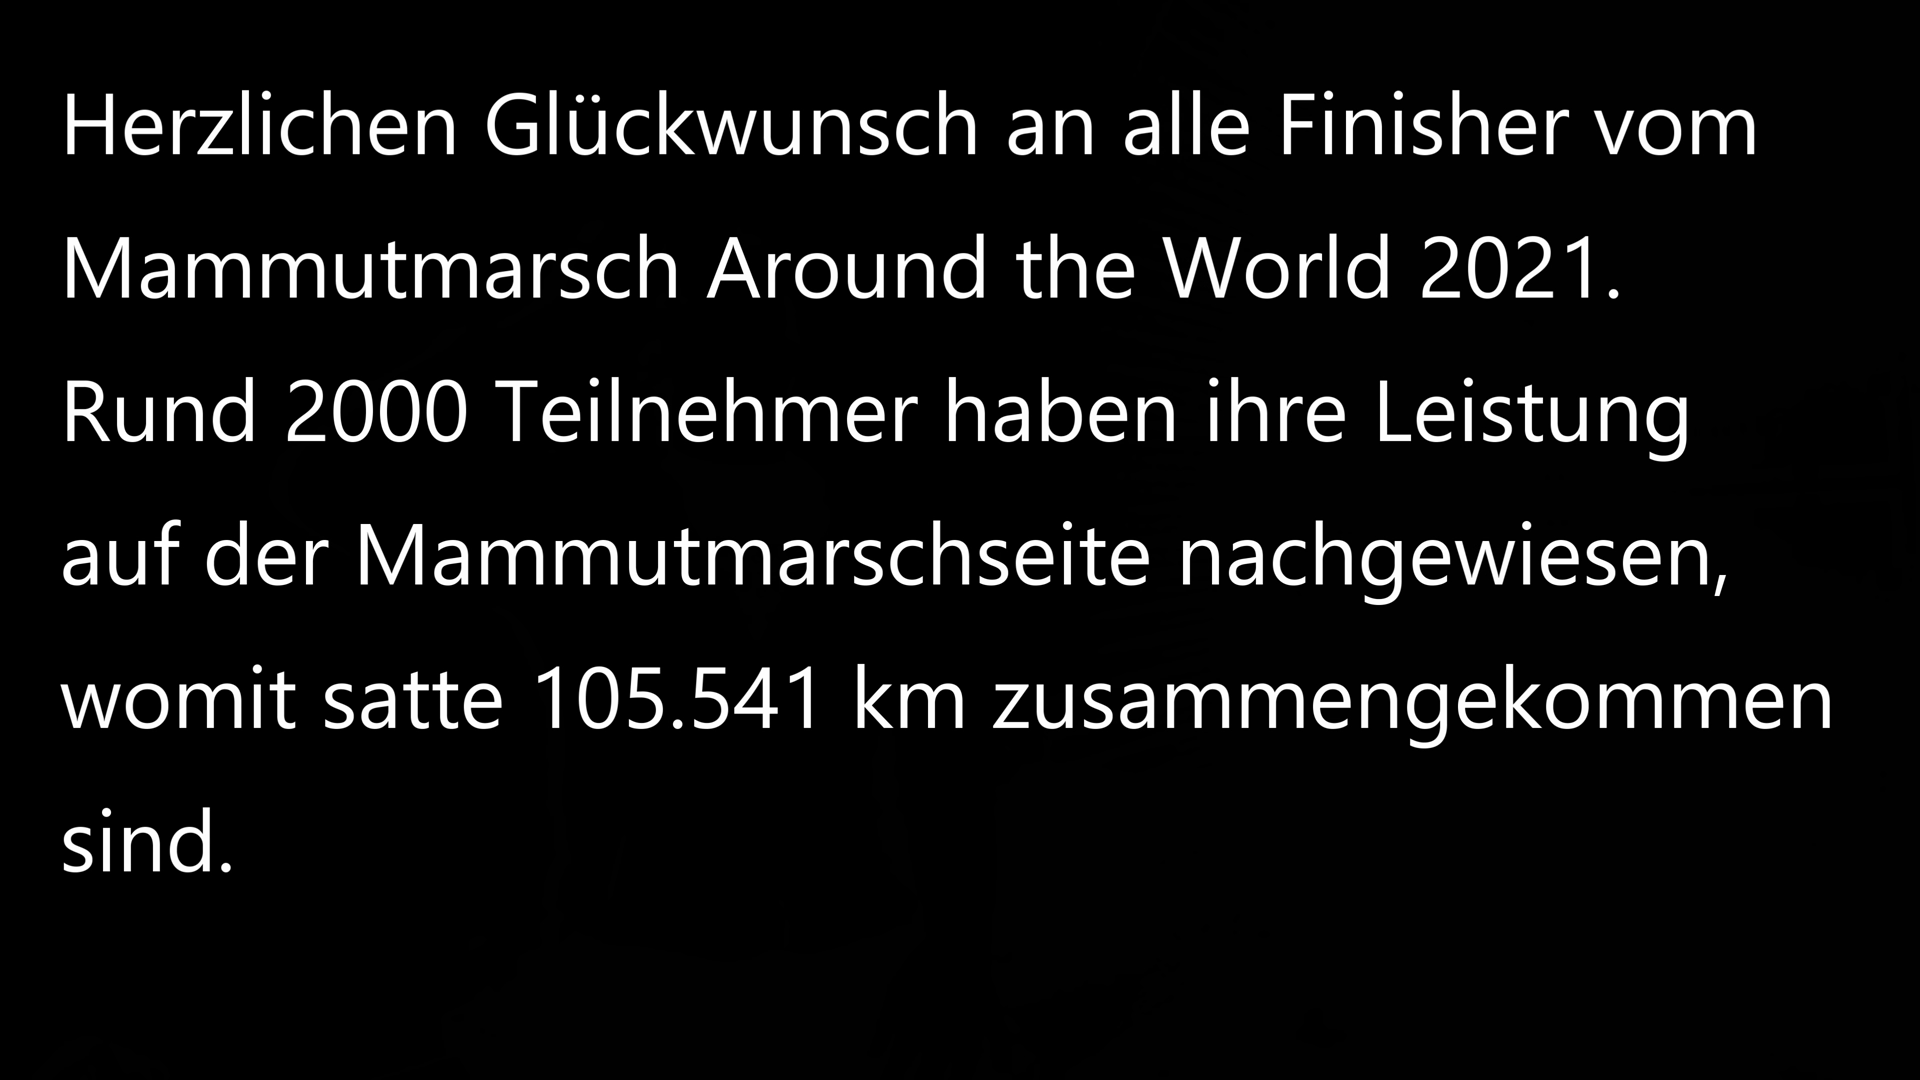 Herzlichen Glückwunsch an alle Finisher vom
Mammutmarsch Around the World 2021.
Rund 2000 Teilnehmer haben ihre Leistung
auf der Mammutmarschseite nachgewiesen,
womit satte 105.541 km zusammengekommen
sind.